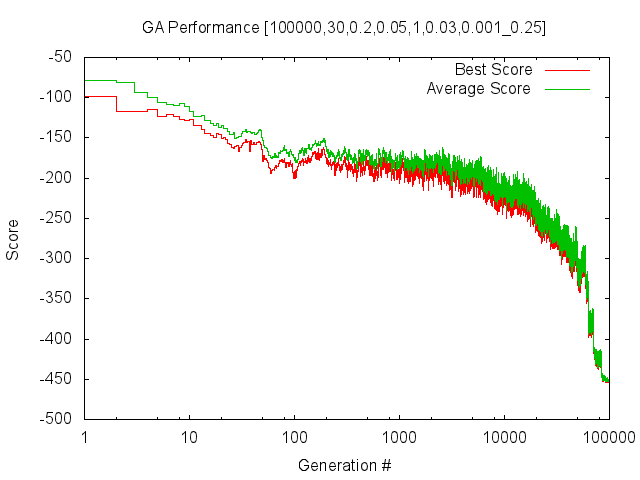 GA Performance [100000,30,0.2,0.05,1,0.03,0.001_0.25]
Best Score
Average Score
-50
-100
-150
-200
-250
-300
-350
-400
-450
-500
Score
1 10 100 1000 10000 100000
Generation #